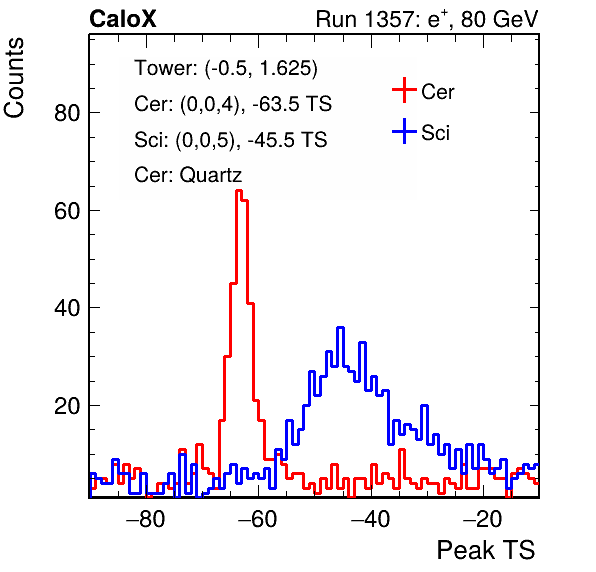 CaloX Run 1357: e⁺, 80 GeV
Counts
Tower: (-0.5, 1.625)
Cer: (0,0,4), -63.5 TS
Sci: (0,0,5), -45.5 TS
Cer: Quartz
Cer
Sci
80
60
40
20
−80 −60 −40 −20
Peak TS